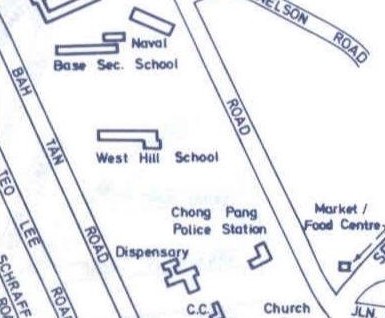 NELSON ROAD
Naval
Base Sec. School
BAH TAN ROAD
ROAD
West Hill School
TEO LEE ROAD
Chong Pang
Police Station
Market /
Food Centre
Dispensary
C.C.
Church
JLN